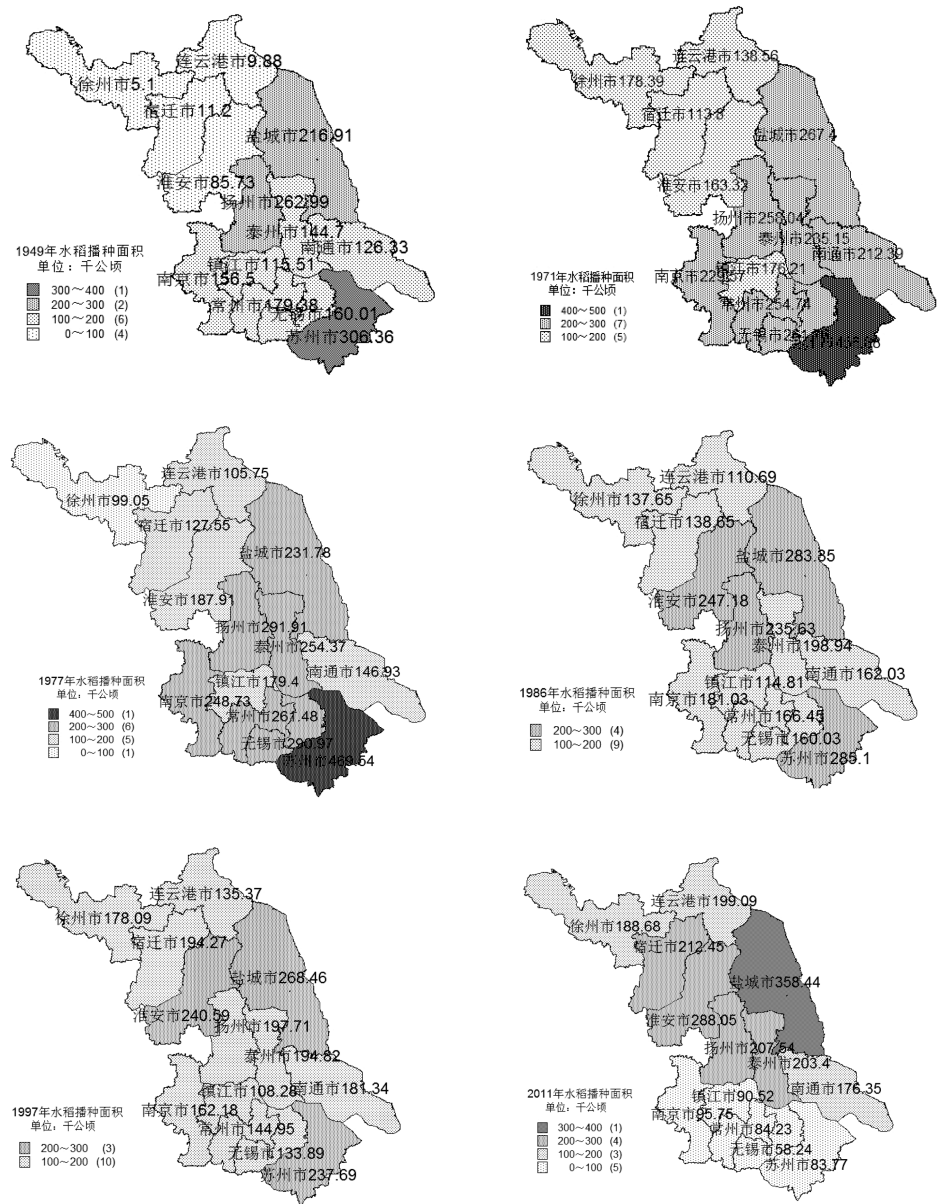 连云港市9.88
徐州市5.1
宿迁市11.2
盐城市216.91
淮安市85.73
扬州市262.99
泰州市144.7
南通市126.33
镇江市115.51
南京市156.5
常州市179.38
无锡市160.01
苏州市306.36
1949年水稻播种面积
单位：千公顷
300～400 (1)
200～300 (2)
100～200 (6)
0～100 (4)
连云港市138.56
徐州市178.39
宿迁市113.8
盐城市267.4
淮安市163.32
扬州市258.04
泰州市235.15
南通市212.39
镇江市176.21
常州市254.74
1971年水稻播种面积
单位：千公顷
400～500 (1)
200～300 (7)
100～200 (5)
连云港市105.75
徐州市99.05
宿迁市127.55
盐城市231.78
淮安市187.91
扬州市291.91
泰州市254.37
南通市146.93
镇江市179.4
南京市248.73
常州市261.48
无锡市290.97
苏州市469.54
1977年水稻播种面积
单位：千公顷
400～500 (1)
200～300 (6)
100～200 (5)
0～100 (1)
连云港市110.69
徐州市137.65
宿迁市138.65
盐城市283.85
淮安市247.18
扬州市235.63
泰州市198.94
南通市162.03
镇江市114.81
南京市181.03
常州市166.45
无锡市160.03
苏州市285.1
1986年水稻播种面积
单位：千公顷
200～300 (4)
100～200 (9)
连云港市135.37
徐州市178.09
宿迁市194.27
盐城市268.46
淮安市240.59
扬州市197.71
泰州市194.82
南通市181.34
镇江市108.28
南京市162.18
常州市144.95
无锡市133.89
苏州市237.69
1997年水稻播种面积
单位：千公顷
200～300 (3)
100～200 (10)
连云港市199.09
徐州市188.68
宿迁市212.45
盐城市358.44
淮安市288.05
扬州市207.54
泰州市203.4
南通市176.35
镇江市90.52
南京市95.75
常州市84.23
无锡市58.24
苏州市83.77
2011年水稻播种面积
单位：千公顷
300～400 (1)
200～300 (4)
100～200 (3)
0～100 (5)